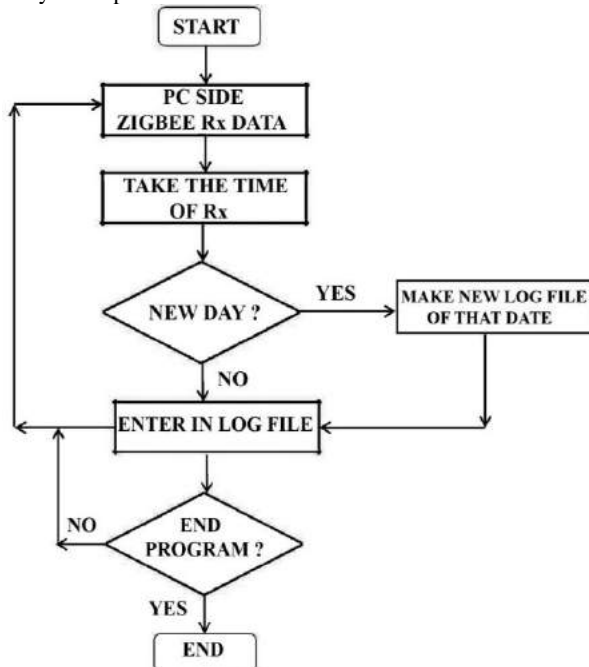 START
PC SIDE
ZIGBEE Rx DATA
TAKE THE TIME
OF Rx
NEW DAY ?
YES
MAKE NEW LOG FILE
OF THAT DATE
NO
ENTER IN LOG FILE
NO
END
PROGRAM ?
YES
END